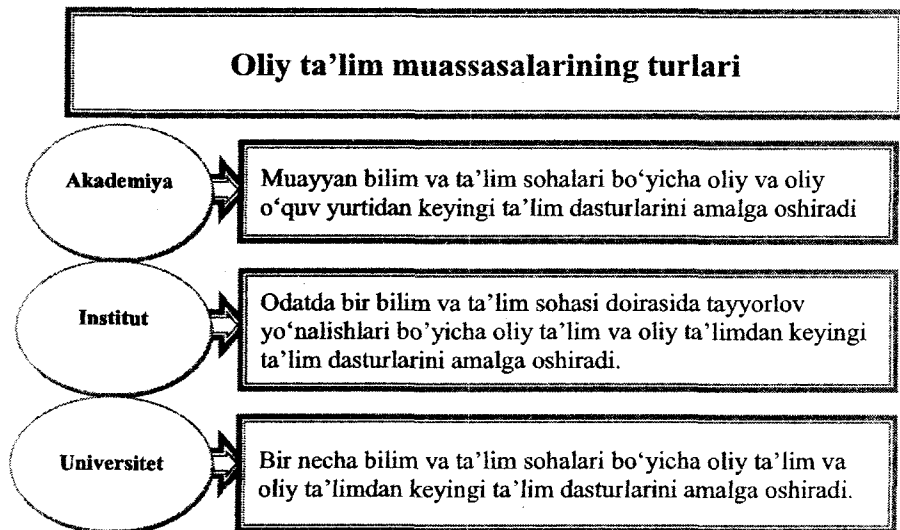 Oliy ta’lim muassasalarining turlari
Akademiya
Muayyan bilim va ta’lim sohalari bo‘yicha oliy va oliy
o‘quv yurtidan keyingi ta’lim dasturlarini amalga oshiradi
Institut
Odatda bir bilim va ta’lim sohasi doirasida tayyorlov
yo‘nalishlari bo’yicha oliy ta’lim va oliy ta’limdan keyingi
ta’lim dasturlarini amalga oshiradi.
Universitet
Bir necha bilim va ta’lim sohalari bo‘yicha oliy ta’lim va
oliy ta’limdan keyingi ta’lim dasturlarini amalga oshiradi.